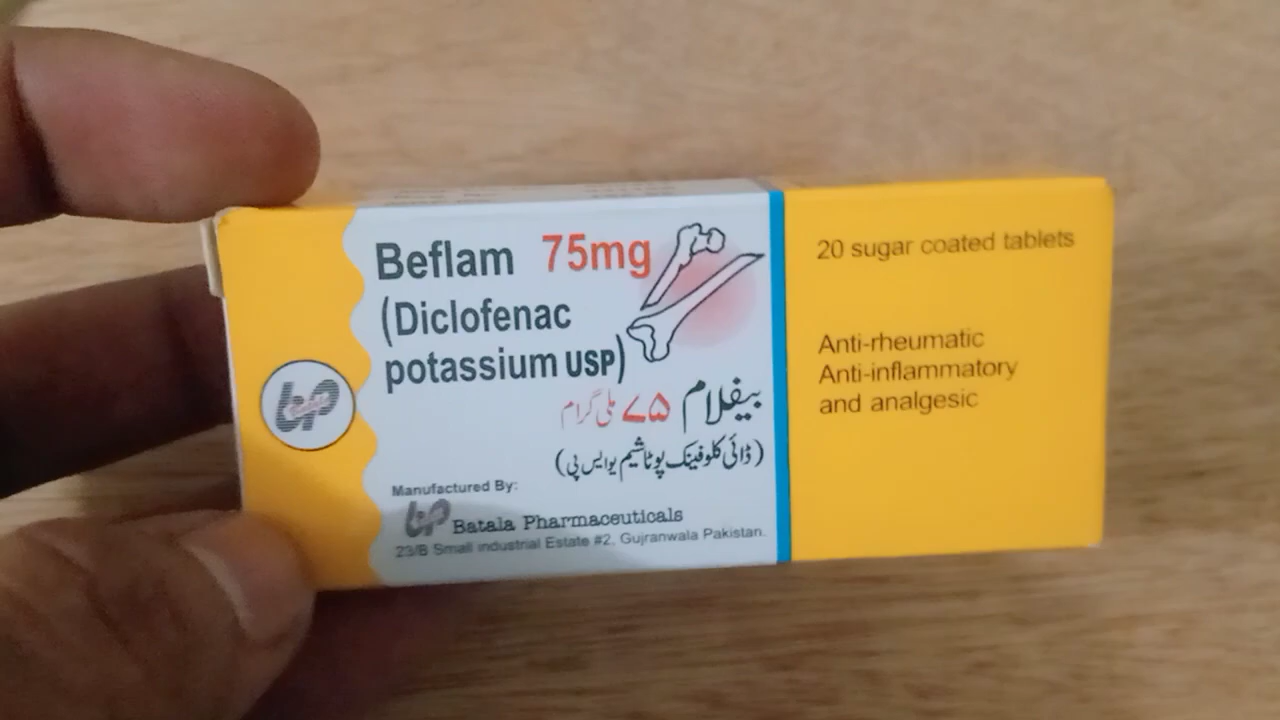 Beflam 75mg
(Diclofenac
potassium USP)
بیفلام ۷۵ ملی گرام
(ڈائی کلوفینک پوٹاشیم یو ایس پی)
Manufactured By:
Batala Pharmaceuticals
23/B Small industrial Estate #2, Gujranwala Pakistan.
20 sugar coated tablets
Anti-rheumatic
Anti-inflammatory
and analgesic